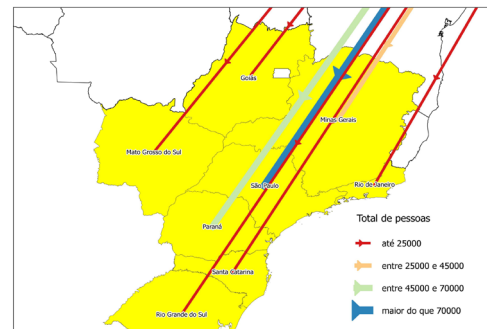 Goiás
Minas Gerais
Mato Grosso do Sul
São Paulo
Rio de Janeiro
Paraná
Santa Catarina
Rio Grande do Sul
Total de pessoas
até 25000
entre 25000 e 45000
entre 45000 e 70000
maior do que 70000